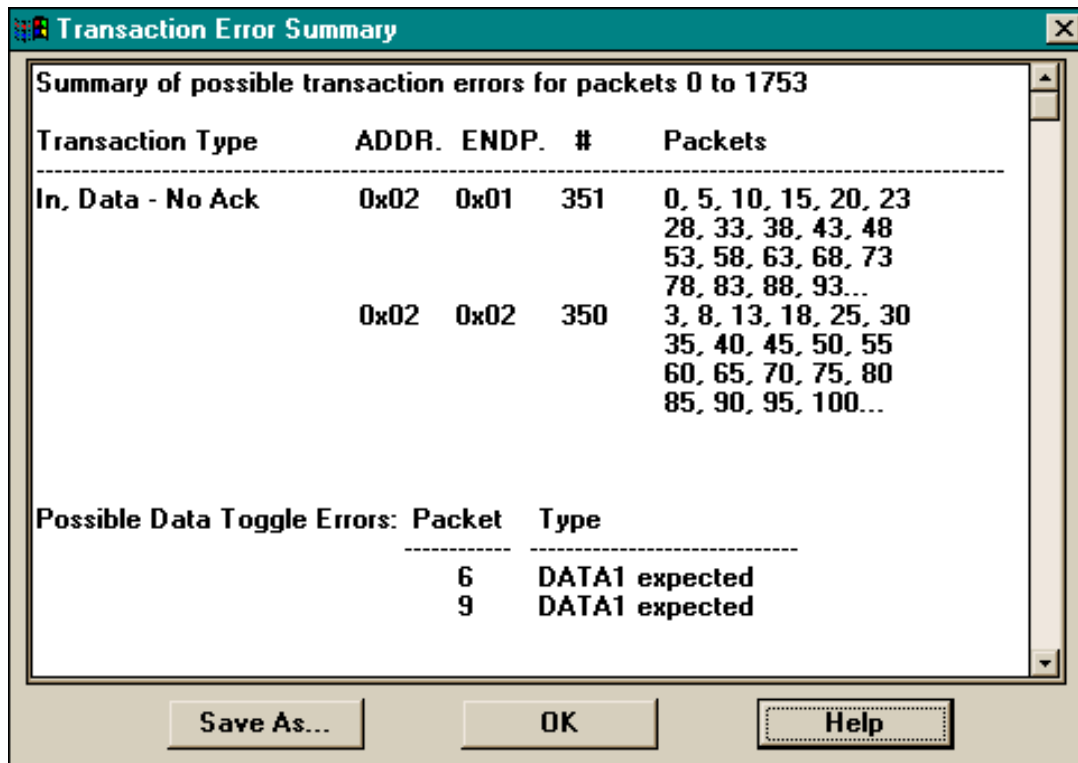 Transaction Error Summary
Summary of possible transaction errors for packets 0 to 1753
Transaction Type ADDR. ENDP. # Packets
In, Data - No Ack 0x02 0x01 351 0, 5, 10, 15, 20, 23
28, 33, 38, 43, 48
53, 58, 63, 68, 73
78, 83, 88, 93...
0x02 0x02 350 3, 8, 13, 18, 25, 30
35, 40, 45, 50, 55
60, 65, 70, 75, 80
85, 90, 95, 100...
Possible Data Toggle Errors: Packet Type
6 DATA1 expected
9 DATA1 expected
Save As... OK Help